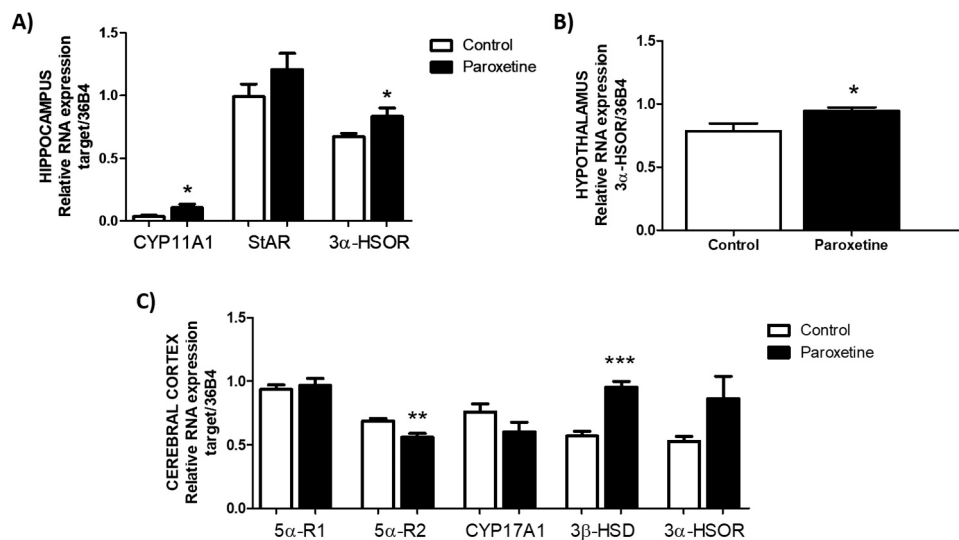 A)
HIPPOCAMPUS
Relative RNA expression
target/36B4
1.5
1.0
0.5
0.0
*
*
CYP11A1
StAR
3α-HSOR
Control
Paroxetine
B)
HYPOTHALAMUS
Relative RNA expression
3α-HSOR/36B4
1.5
1.0
0.5
0.0
*
Control
Paroxetine
C)
CEREBRAL CORTEX
Relative RNA expression
target/36B4
1.5
1.0
0.5
0.0
**
***
5α-R1
5α-R2
CYP17A1
3β-HSD
3α-HSOR
Control
Paroxetine